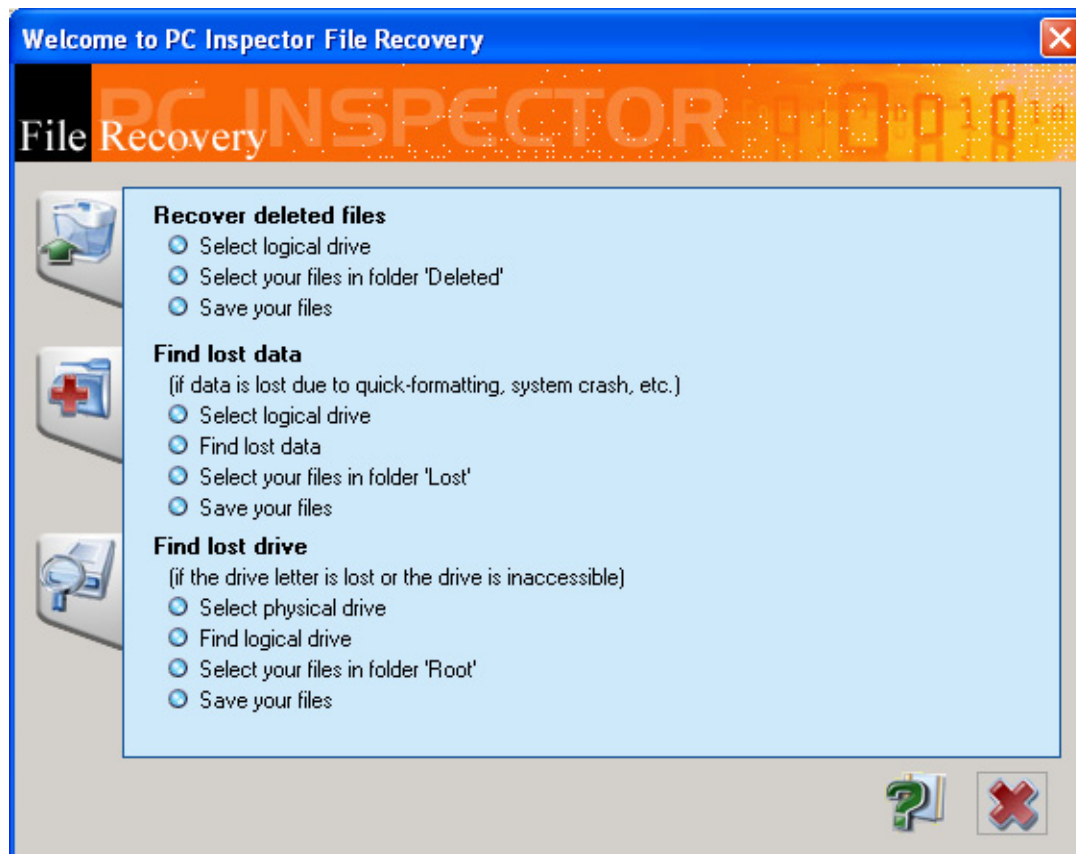 Welcome to PC Inspector File Recovery
PC INSPECTOR
File Recovery
Recover deleted files
Select logical drive
Select your files in folder 'Deleted'
Save your files
Find lost data
(if data is lost due to quick-formatting, system crash, etc.)
Select logical drive
Find lost data
Select your files in folder 'Lost'
Save your files
Find lost drive
(if the drive letter is lost or the drive is inaccessible)
Select physical drive
Find logical drive
Select your files in folder 'Root'
Save your files